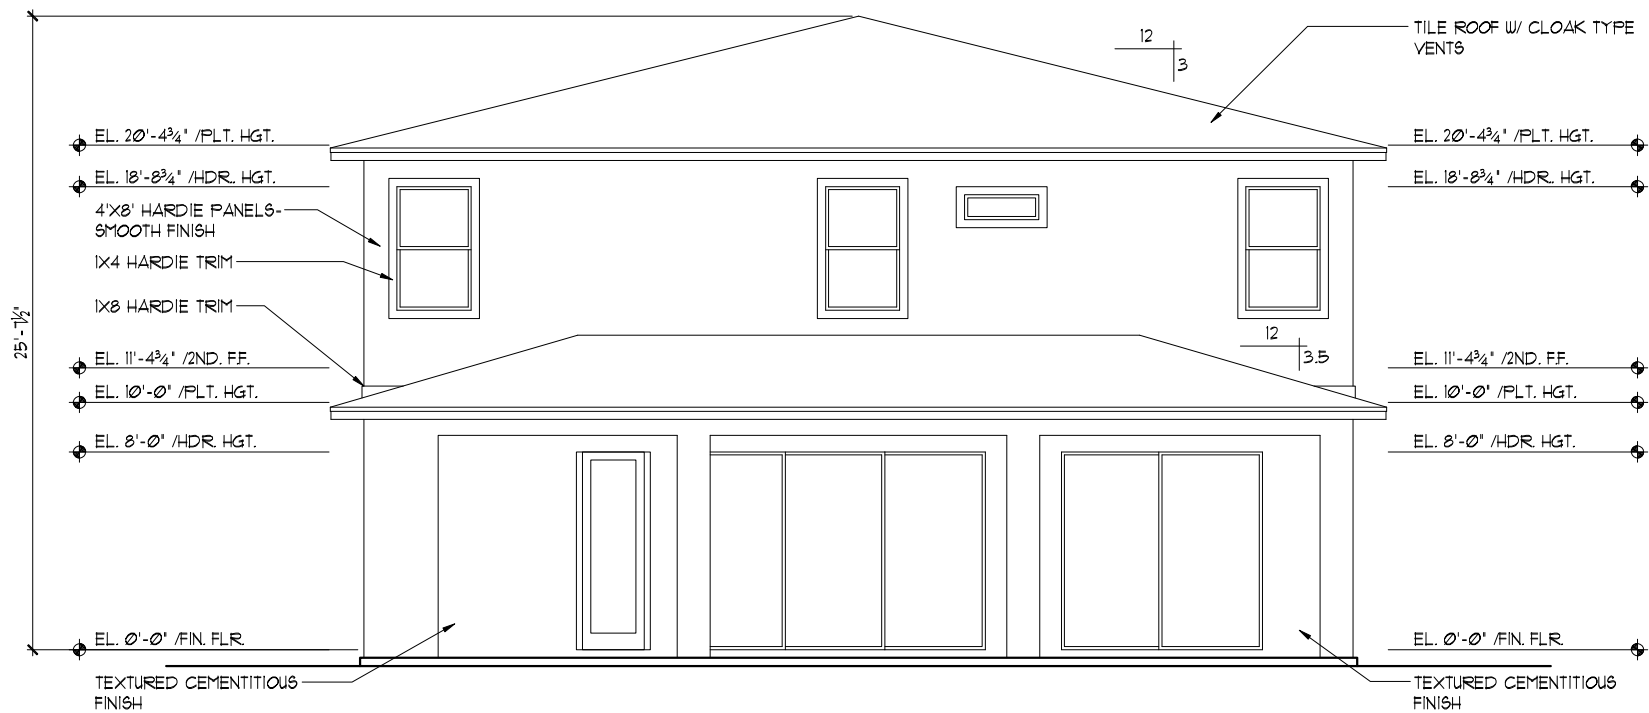 TILE ROOF W/ CLOAK TYPE
VENTS
12
3
EL. 20'-4¾" /PLT. HGT.
EL. 20'-4¾" /PLT. HGT.
EL. 18'-8¾" /HDR. HGT.
EL. 18'-8¾" /HDR. HGT.
4'X8' HARDIE PANELS-
SMOOTH FINISH
1X4 HARDIE TRIM
1X8 HARDIE TRIM
25'-7½"
12
3.5
EL. 11'-4¾" /2ND. F.F.
EL. 11'-4¾" /2ND. F.F.
EL. 10'-0" /PLT. HGT.
EL. 10'-0" /PLT. HGT.
EL. 8'-0" /HDR. HGT.
EL. 8'-0" /HDR. HGT.
EL. 0'-0" /FIN. FLR.
EL. 0'-0" /FIN. FLR.
TEXTURED CEMENTITIOUS
FINISH
TEXTURED CEMENTITIOUS
FINISH